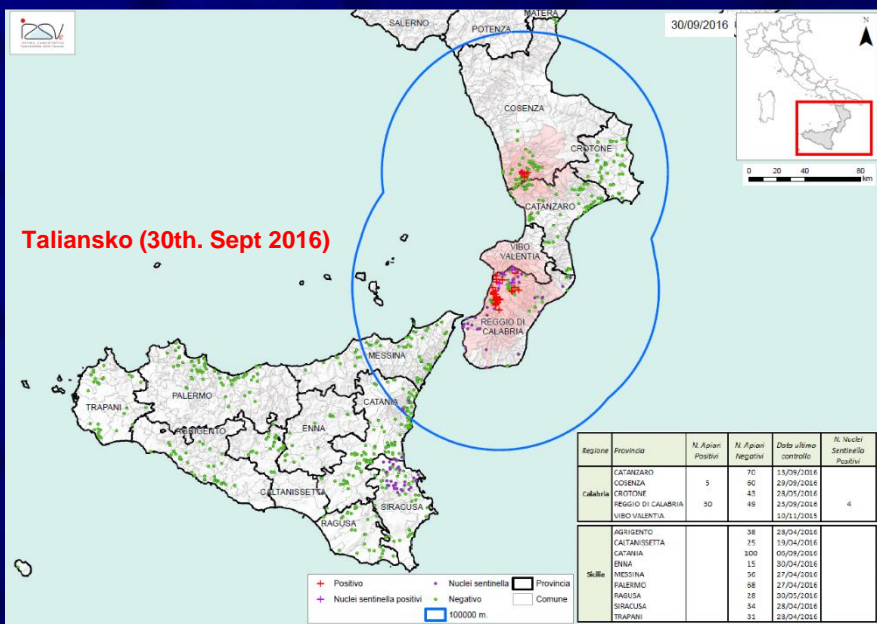 SALERNO
POTENZA
MATERA
30/09/2016
N
COSENZA
CROTONE
CATANZARO
0 20 40 80
km
Taliansko (30th. Sept 2016)
VIBO
VALENTIA
REGGIO DI
CALABRIA
MESSINA
PALERMO
TRAPANI
CATANIA
ENNA
AGRIGENTO
CALTANISSETTA
SIRACUSA
RAGUSA
Regione Provincia N. Apiari Positivi N. Apiari Negativi Data ultimo controllo N. Nuclei Sentinella Positivi
Calabria
CATANZARO 70 13/09/2016
COSENZA 60 29/09/2016
CROTONE 28/05/2016
REGGIO DI CALABRIA 49 25/09/2016 4
VIBO VALENTIA 10/11/2015
Sicilia
AGRIGENTO 38 28/04/2016
CALTANISSETTA 25 19/04/2016
CATANIA 100 06/09/2016
ENNA 15 30/04/2016
MESSINA 27/04/2016
PALERMO 68 27/04/2016
RAGUSA 28 30/05/2016
SIRACUSA 34 28/04/2016
TRAPANI 31 28/04/2016
Positivo Nuclei sentinella Provincia
Nuclei sentinella positivi Negativo Comune
100000 m.